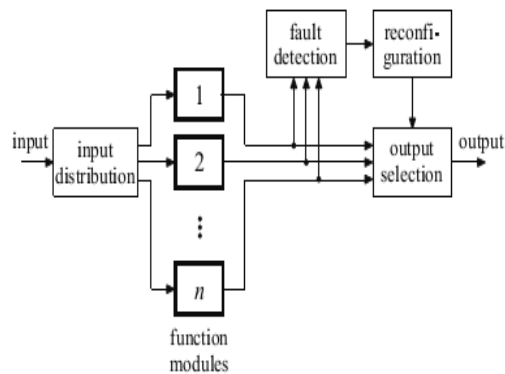 fault
detection
reconfi-
guration
input
input
distribution
1
2
⋮
n
output
selection
output
function
modules